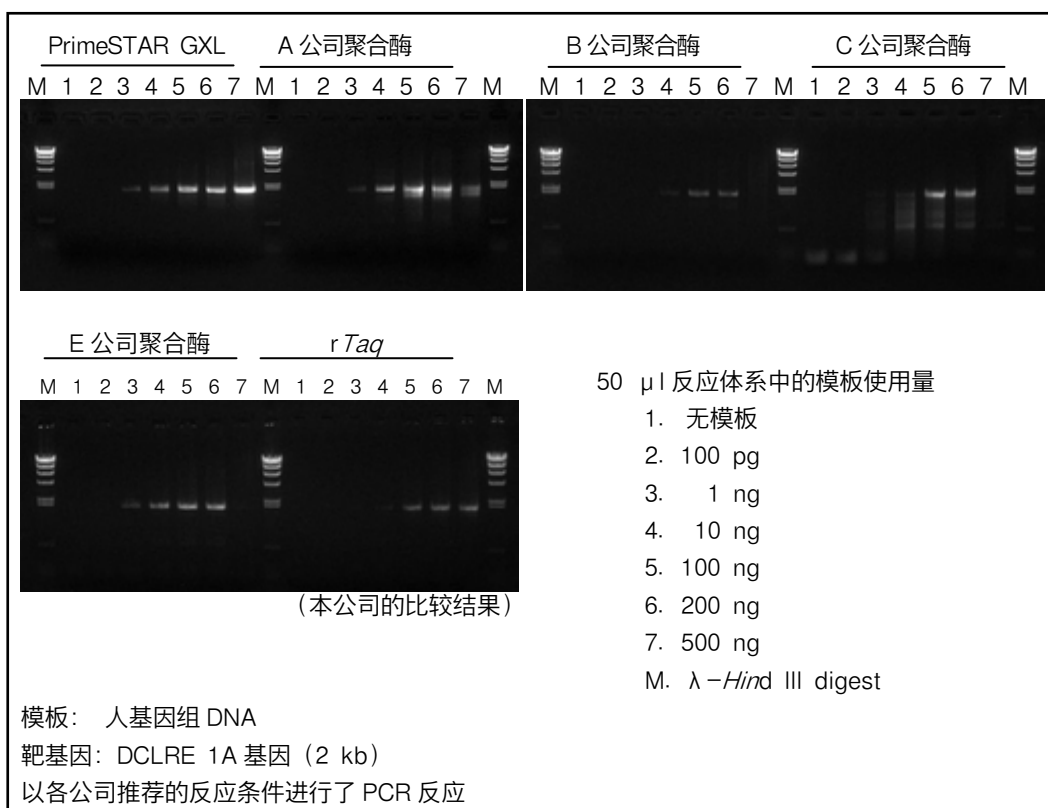 PrimeSTAR GXL A 公司聚合酶 B 公司聚合酶 C 公司聚合酶
M 1 2 3 4 5 6 7 M 1 2 3 4 5 6 7 M M 1 2 3 4 5 6 7 M 1 2 3 4 5 6 7 M
E 公司聚合酶 rTaq
M 1 2 3 4 5 6 7 M 1 2 3 4 5 6 7 M
(本公司的比较结果)
50 μl 反应体系中的模板使用量
1. 无模板
2. 100 pg
3. 1 ng
4. 10 ng
5. 100 ng
6. 200 ng
7. 500 ng
M. λ-Hind III digest
模板: 人基因组 DNA
靶基因: DCLRE 1A 基因 (2 kb)
以各公司推荐的反应条件进行了 PCR 反应